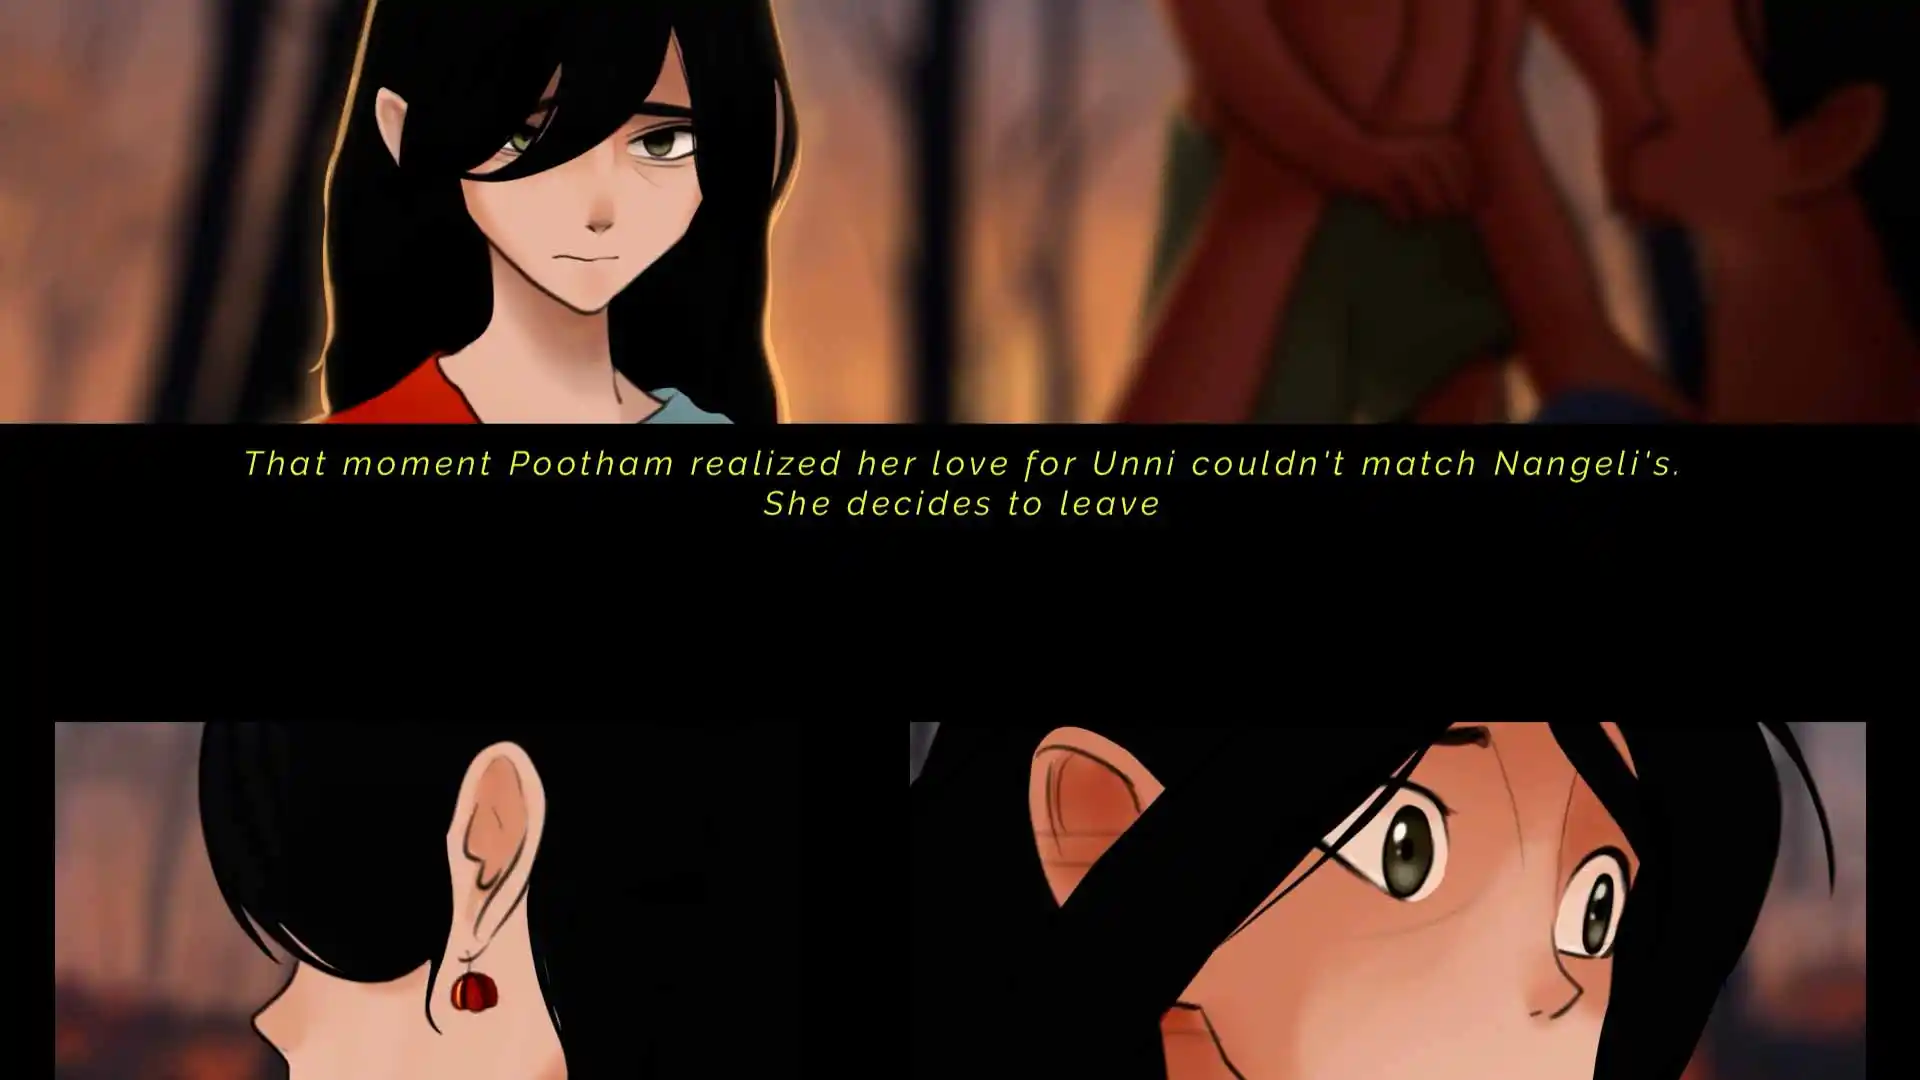 That moment Pootham realized her love for Unni couldn't match Nangeli's.
She decides to leave